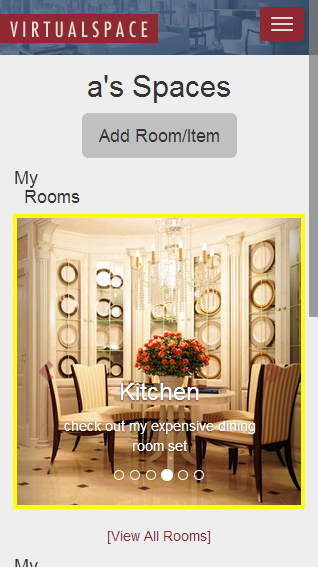 VIRTUALSPACE
a's Spaces
Add Room/Item
My
Rooms
Kitchen
check out my expensive dining
room set
[View All Rooms]
My